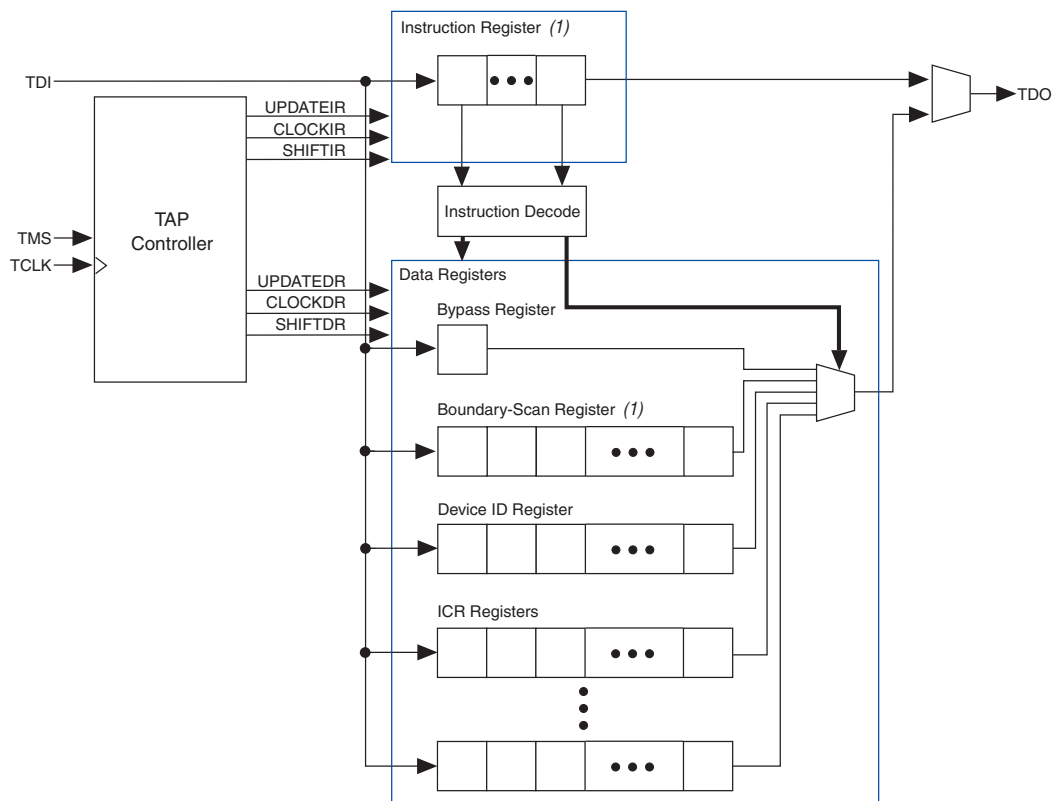 Instruction Register (1)
TDI
TDO
UPDATEIR
CLOCKIR
SHIFTIR
TAP
Controller
Instruction Decode
TMS
TCLK
Data Registers
UPDATEDR
CLOCKDR
SHIFTDR
Bypass Register
Boundary-Scan Register (1)
Device ID Register
ICR Registers